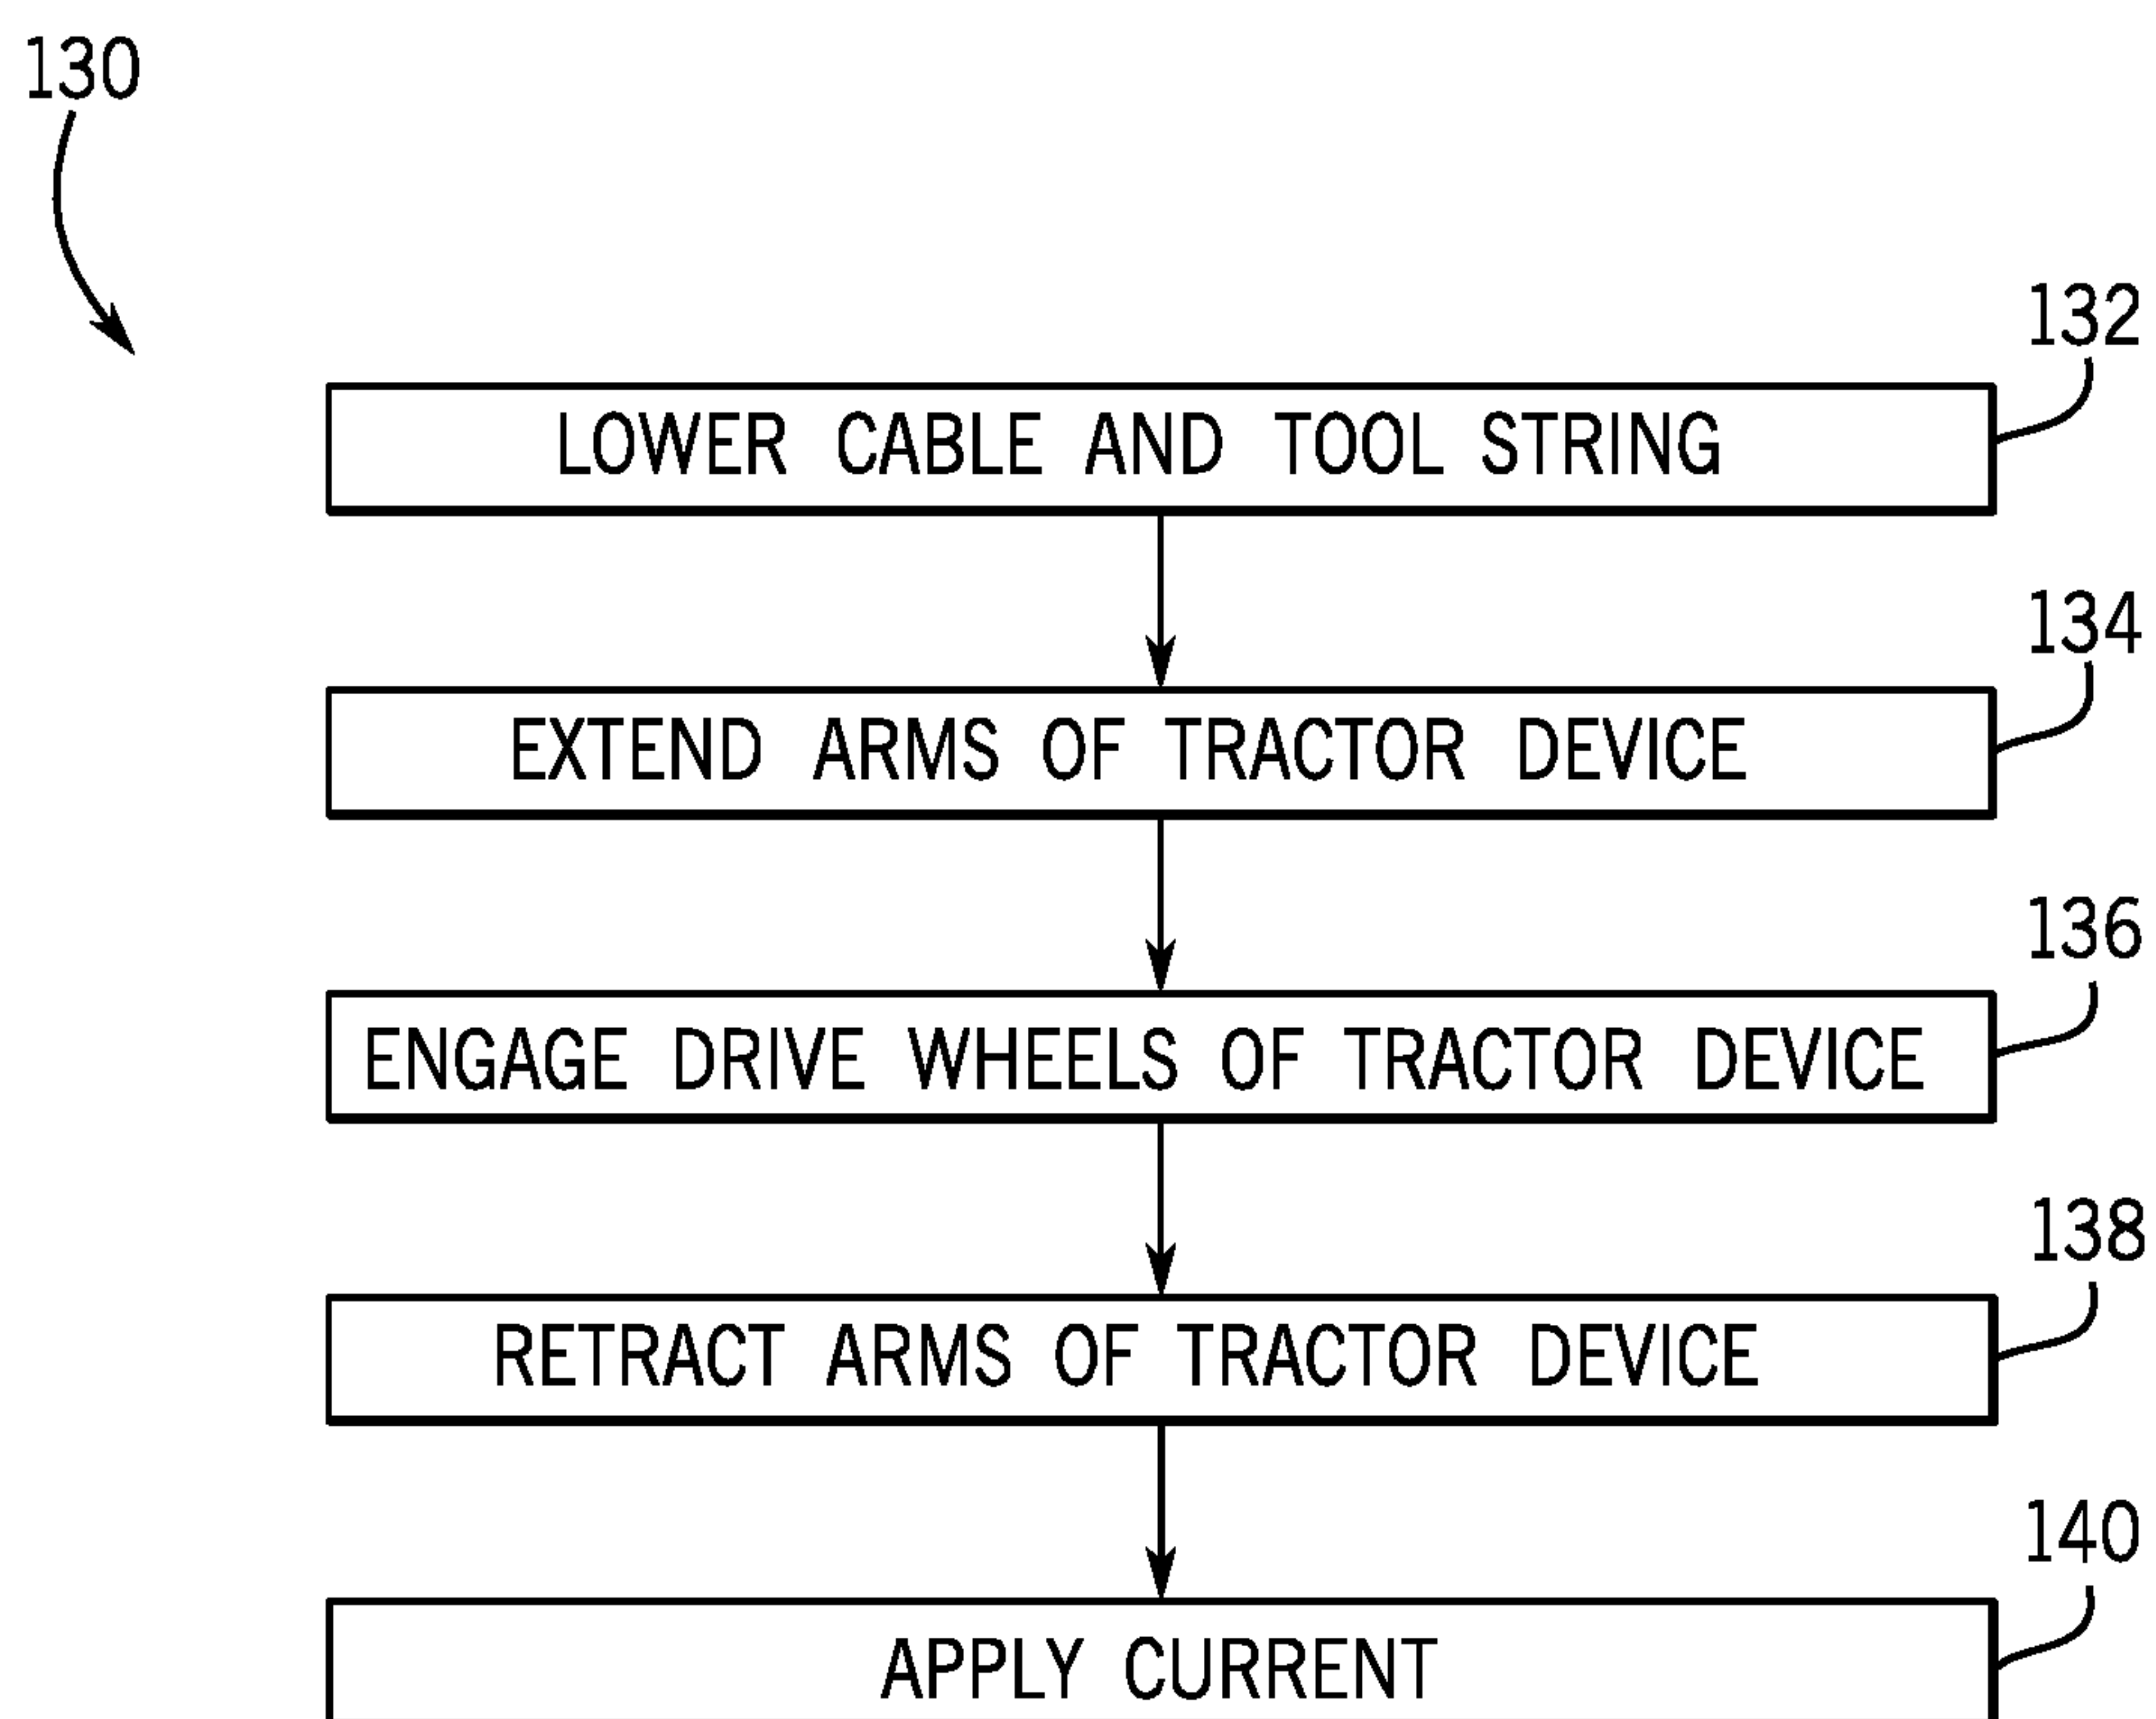 130
132
LOWER CABLE AND TOOL STRING
134
EXTEND ARMS OF TRACTOR DEVICE
136
ENGAGE DRIVE WHEELS OF TRACTOR DEVICE
138
RETRACT ARMS OF TRACTOR DEVICE
140
APPLY CURRENT